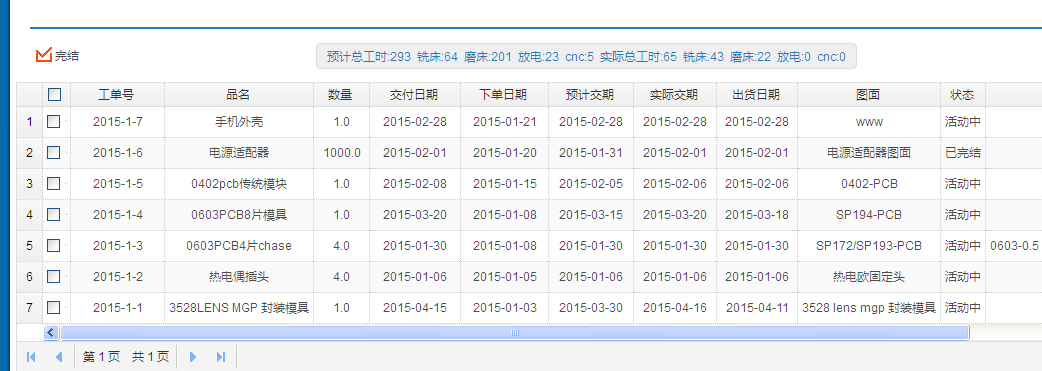 完结 预计总工时:293 铣床:64 磨床:201 放电:23 cnc:5 实际总工时:65 铣床:43 磨床:22 放电:0 cnc:0
工单号 品名 数量 交付日期 下单日期 预计交期 实际交期 出货日期 图面 状态
1 2015-1-7 手机外壳 1.0 2015-02-28 2015-01-21 2015-02-28 2015-02-28 2015-02-28 www 活动中
2 2015-1-6 电源适配器 1000.0 2015-02-01 2015-01-20 2015-01-31 2015-02-01 2015-02-01 电源适配器图面 已完结
3 2015-1-5 0402pcb传统模块 1.0 2015-02-08 2015-01-15 2015-02-05 2015-02-06 2015-02-06 0402-PCB 活动中
4 2015-1-4 0603PCB8片模具 1.0 2015-03-20 2015-01-08 2015-03-15 2015-03-20 2015-03-18 SP194-PCB 活动中
5 2015-1-3 0603PCB4片chase 4.0 2015-01-30 2015-01-08 2015-01-30 2015-01-30 2015-01-30 SP172/SP193-PCB 活动中 0603-0.5
6 2015-1-2 热电偶插头 4.0 2015-01-06 2015-01-06 2015-01-06 2015-01-06 2015-01-06 热电欧固定头 活动中
7 2015-1-1 3528LENS MGP 封装模具 1.0 2015-04-15 2015-01-03 2015-04-13 2015-04-16 2015-04-11 3528 lens mgp 封装模具 活动中
第 1 页 共 1 页